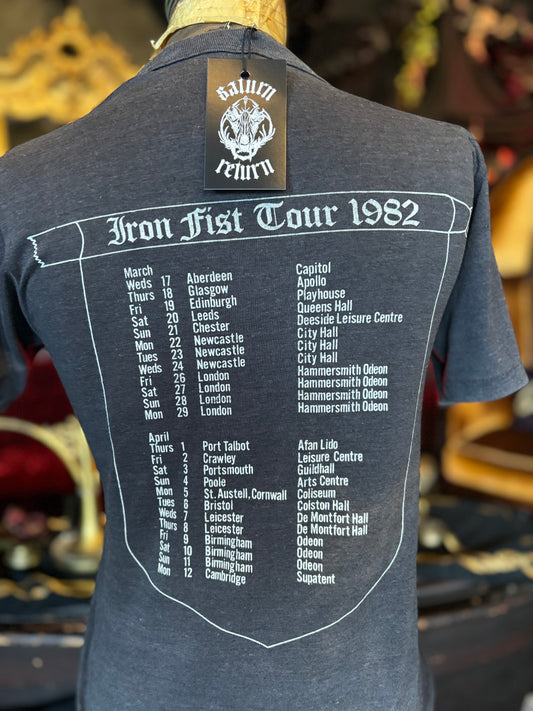 saturn
return
Iron Fist Tour 1982
March
Weds 17 Aberdeen Capitol
Thurs 18 Glasgow Apollo
Fri 19 Edinburgh Playhouse
Sat 20 Leeds Queens Hall
Sun 21 Chester Deeside Leisure Centre
Mon 22 Newcastle City Hall
Tues 23 Newcastle City Hall
Weds 24 Newcastle City Hall
Fri 26 London Hammersmith Odeon
Sat 27 London Hammersmith Odeon
Sun 28 London Hammersmith Odeon
Mon 29 London Hammersmith Odeon
April
Thurs 1 Port Talbot Afan Lido
Fri 2 Crawley Leisure Centre
Sat 3 Portsmouth Guildhall
Sun 4 Poole Arts Centre
Mon 5 St. Austell, Cornwall Coliseum
Tues 6 Bristol Colston Hall
Weds 7 Leicester De Montfort Hall
Thurs 8 Leicester De Montfort Hall
Fri 9 Birmingham Odeon
Sat 10 Birmingham Odeon
Sun 11 Birmingham Odeon
Mon 12 Cambridge Supatent